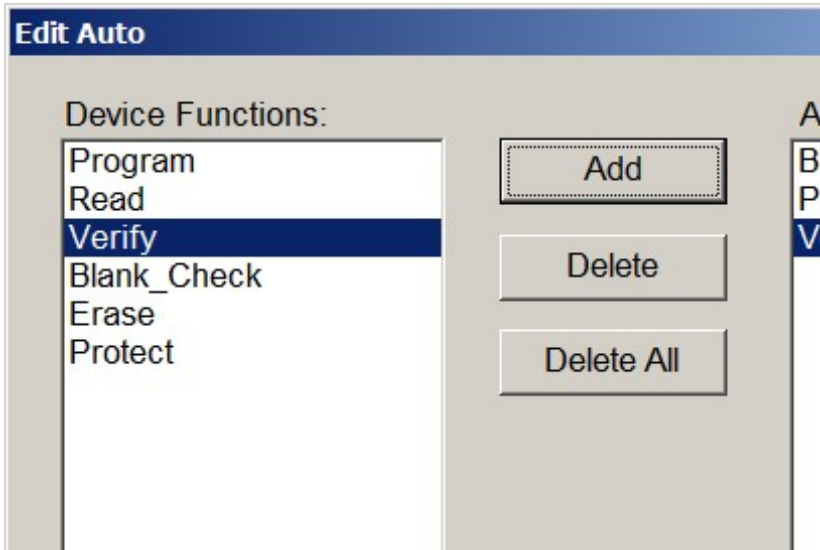 Edit Auto
Device Functions:
Program
Read
Verify
Blank_Check
Erase
Protect
Add
Delete
Delete All